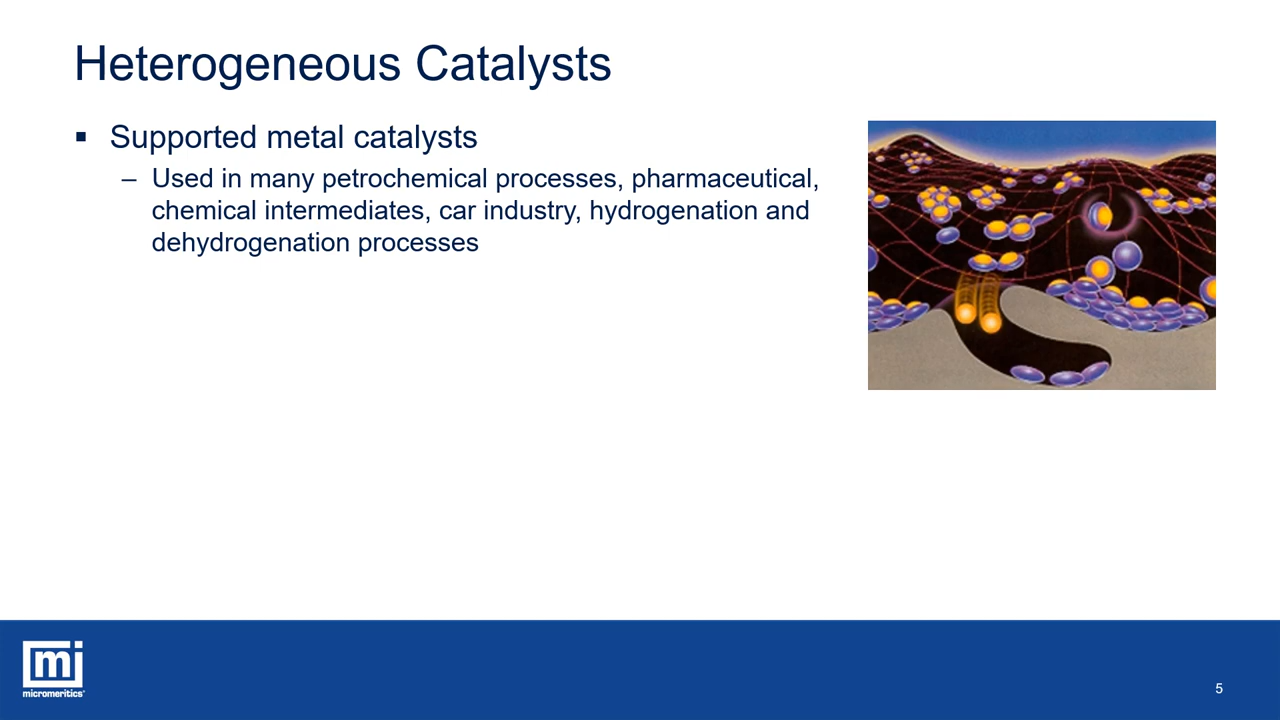 Heterogeneous Catalysts
▪ Supported metal catalysts
– Used in many petrochemical processes, pharmaceutical,
chemical intermediates, car industry, hydrogenation and
dehydrogenation processes
mi
micromeritics®
5